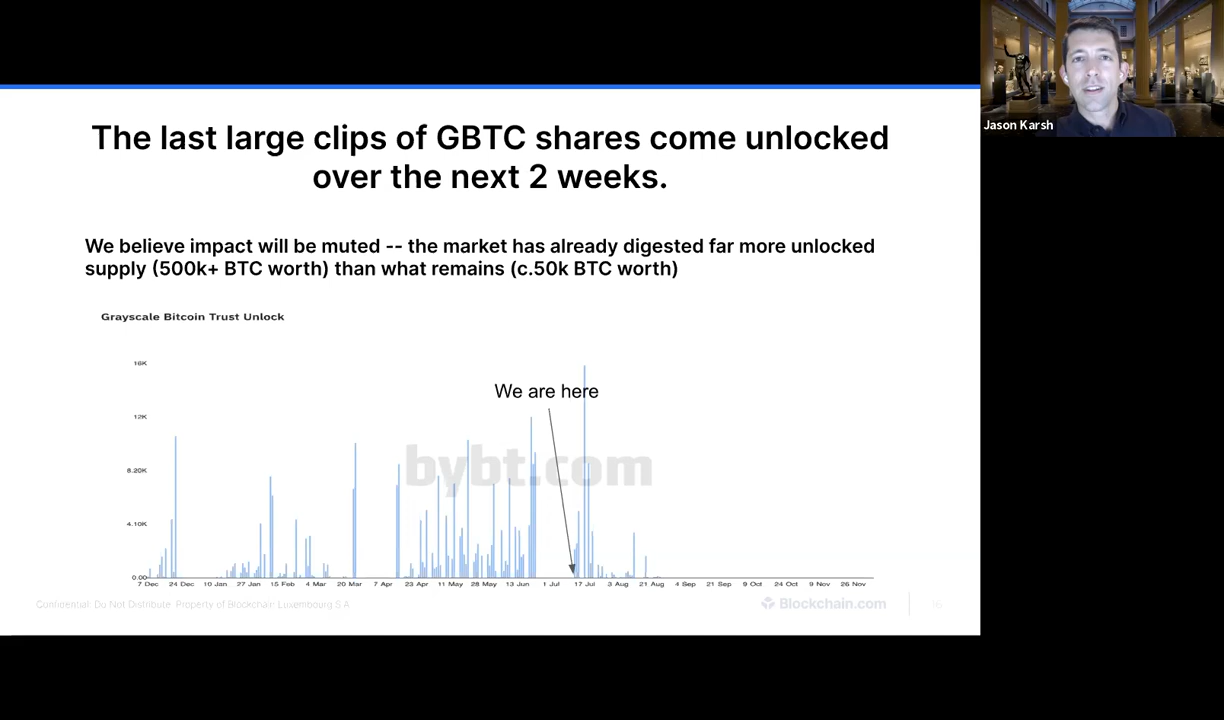 Jason Karsh
The last large clips of GBTC shares come unlocked
over the next 2 weeks.
We believe impact will be muted -- the market has already digested far more unlocked
supply (500k+ BTC worth) than what remains (c.50k BTC worth)
Grayscale Bitcoin Trust Unlock
16K
We are here
12K
bybt.com
8.20K
4.10K
0.00
7 Dec 24 Dec 10 Jan 27 Jan 15 Feb 4 Mar 20 Mar 7 Apr 23 Apr 11 May 28 May 13 Jun 1 Jul 17 Jul 3 Aug 21 Aug 4 Sep 21 Sep 9 Oct 24 Oct 9 Nov 26 Nov
Confidential. Do Not Distribute. Property of Blockchain Luxembourg S.A.
Blockchain.com
16